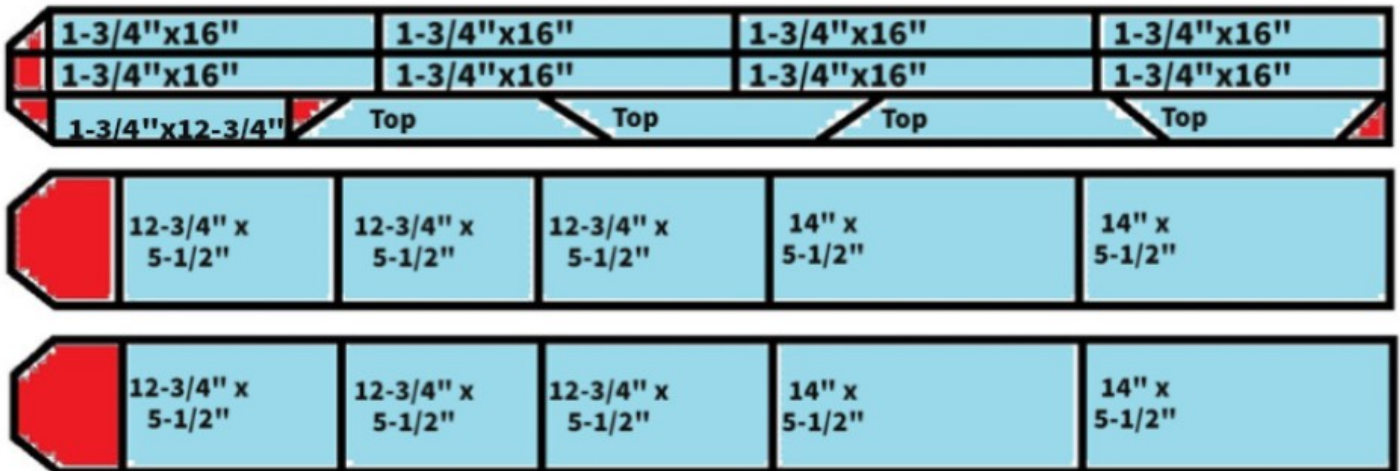 1-3/4"x16" 1-3/4"x16" 1-3/4"x16" 1-3/4"x16"
1-3/4"x16" 1-3/4"x16" 1-3/4"x16" 1-3/4"x16"
1-3/4"x12-3/4" Top Top Top Top
12-3/4" x
5-1/2"
12-3/4" x
5-1/2"
12-3/4" x
5-1/2"
14" x
5-1/2"
14" x
5-1/2"
12-3/4" x
5-1/2"
12-3/4" x
5-1/2"
12-3/4" x
5-1/2"
14" x
5-1/2"
14" x
5-1/2"